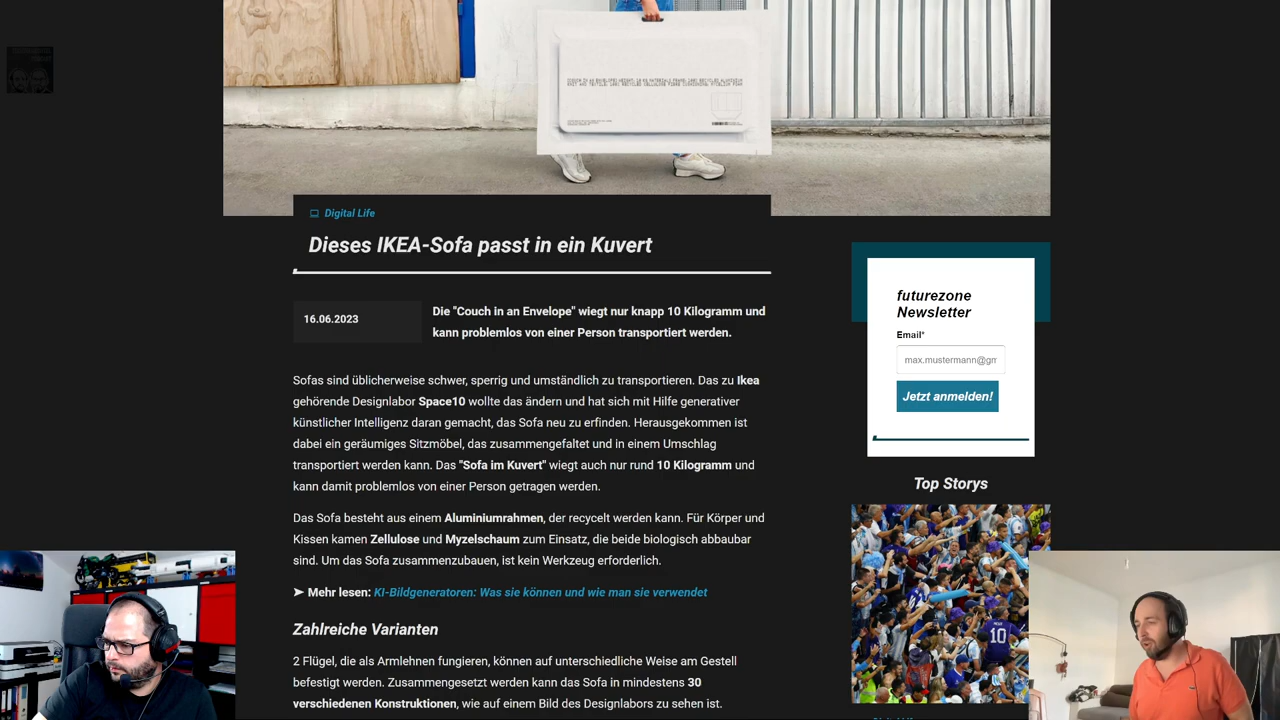 Digital Life
Dieses IKEA-Sofa passt in ein Kuvert
16.06.2023
Die "Couch in an Envelope" wiegt nur knapp 10 Kilogramm und
kann problemlos von einer Person transportiert werden.
Sofas sind üblicherweise schwer, sperrig und umständlich zu transportieren. Das zu Ikea
gehörende Designlabor Space10 wollte das ändern und hat sich mit Hilfe generativer
künstlicher Intelligenz daran gemacht, das Sofa neu zu erfinden. Herausgekommen ist
dabei ein geräumiges Sitzmöbel, das zusammengefaltet und in einem Umschlag
transportiert werden kann. Das "Sofa im Kuvert" wiegt auch nur rund 10 Kilogramm und
kann damit problemlos von einer Person getragen werden.
Das Sofa besteht aus einem Aluminiumrahmen, der recycelt werden kann. Für Körper und
Kissen kamen Zellulose und Myzelschaum zum Einsatz, die beide biologisch abbaubar
sind. Um das Sofa zusammenzubauen, ist kein Werkzeug erforderlich.
➤ Mehr lesen: KI-Bildgeneratoren: Was sie können und wie man sie verwendet
Zahlreiche Varianten
2 Flügel, die als Armlehnen fungieren, können auf unterschiedliche Weise am Gestell
befestigt werden. Zusammengesetzt werden kann das Sofa in mindestens 30
verschiedenen Konstruktionen, wie auf einem Bild des Designlabors zu sehen ist.
futurezone
Newsletter
Email*
max.mustermann@gm
Jetzt anmelden!
Top Storys
10